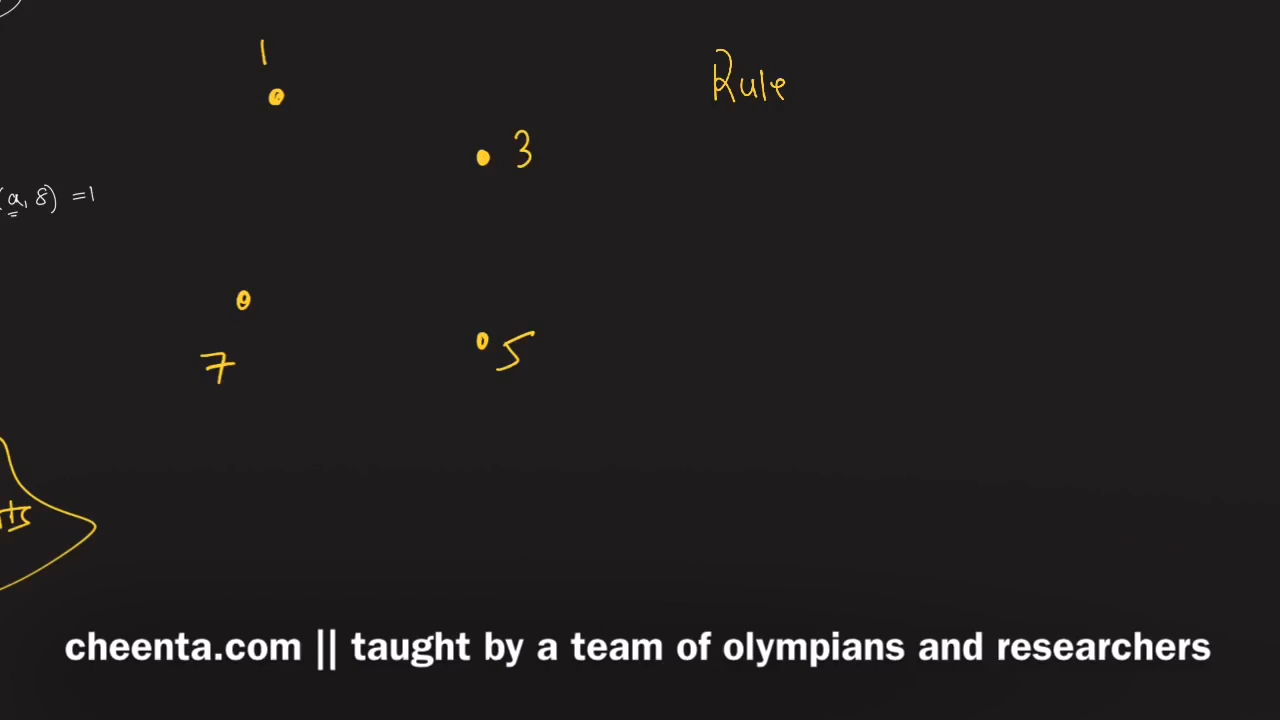 1
Rule
3
(a, 8) = 1
5
7
cheenta.com || taught by a team of olympians and researchers